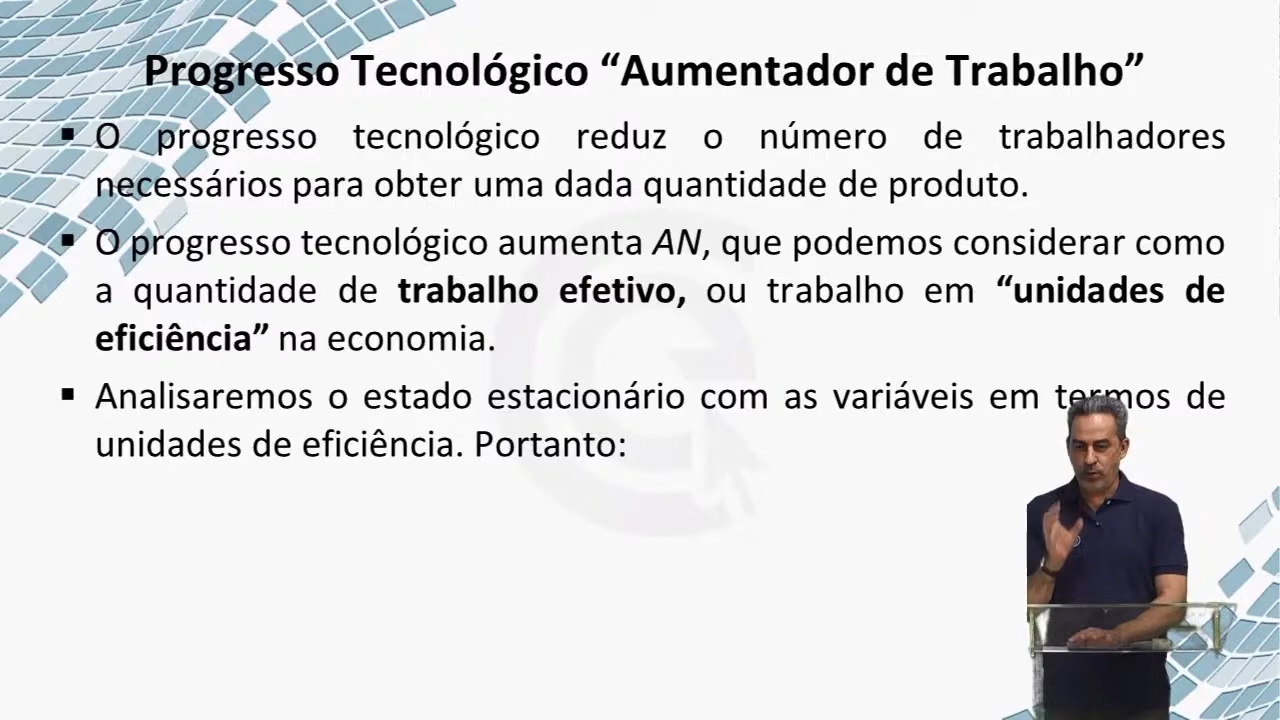 Progresso Tecnológico “Aumentador de Trabalho”
▪ O progresso tecnológico reduz o número de trabalhadores
necessários para obter uma dada quantidade de produto.
▪ O progresso tecnológico aumenta AN, que podemos considerar como
a quantidade de trabalho efetivo, ou trabalho em “unidades de
eficiência” na economia.
▪ Analisaremos o estado estacionário com as variáveis em termos de
unidades de eficiência. Portanto: